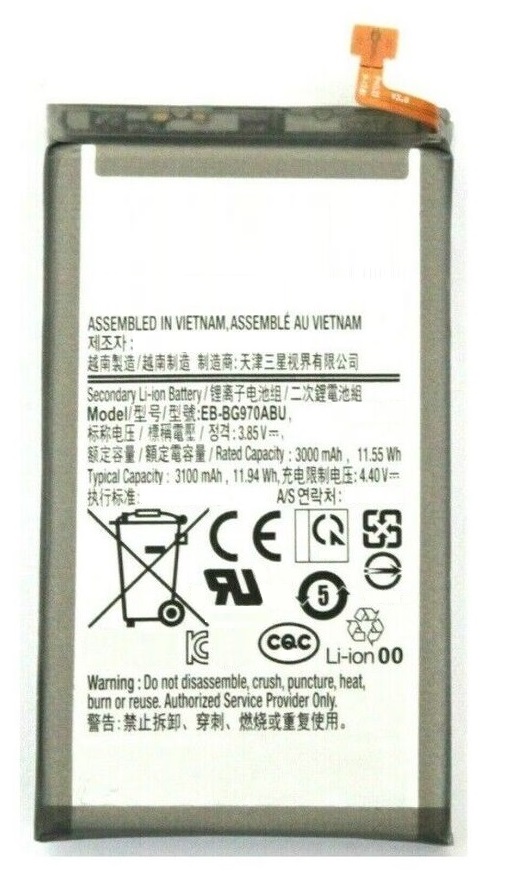 ASSEMBLED IN VIETNAM, ASSEMBLÉ AU VIETNAM
제조자 :
越南製造/越南制造 制造商:天津三星视界有限公司
Secondary Li-ion Battery / 锂离子电池组 / 二次鋰電池組
Model/型号/型號:EB-BG970ABU,
标称电压 / 標稱電壓 / 정격 : 3.85V⎓,
额定容量 / 額定電容量 / Rated Capacity : 3000 mAh , 11.55 Wh
Typical Capacity : 3100 mAh , 11.94 Wh,充电限制电压: 4.40V⎓
执行标准: A/S 연락처 :
CE
5
CQC
Li-ion 00
Warning : Do not disassemble, crush, puncture, heat,
burn or reuse. Authorized Service Provider Only.
警告:禁止拆卸、穿刺、燃烧或重复使用。